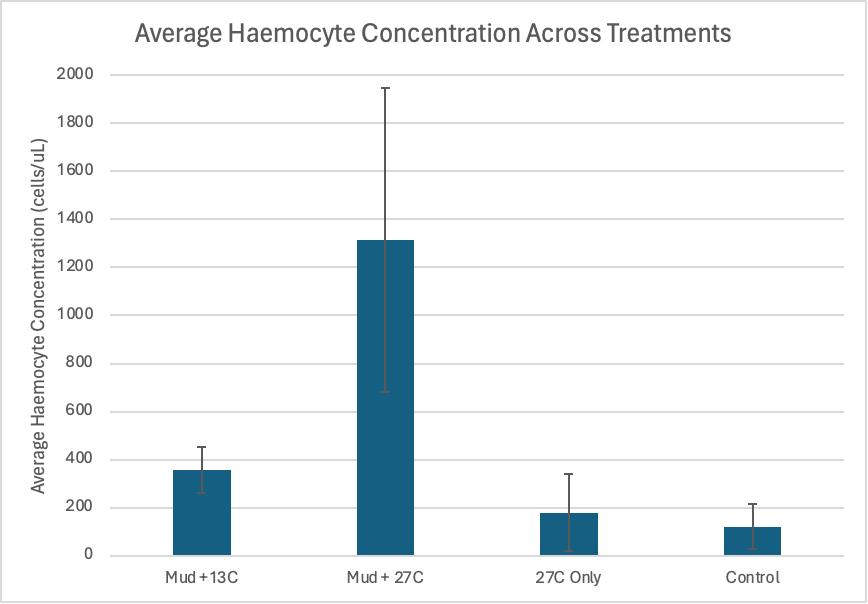 Average Haemocyte Concentration Across Treatments
Average Haemocyte Concentration (cells/uL)
2000
1800
1600
1400
1200
1000
800
600
400
200
0
Mud +13C
Mud + 27C
27C Only
Control